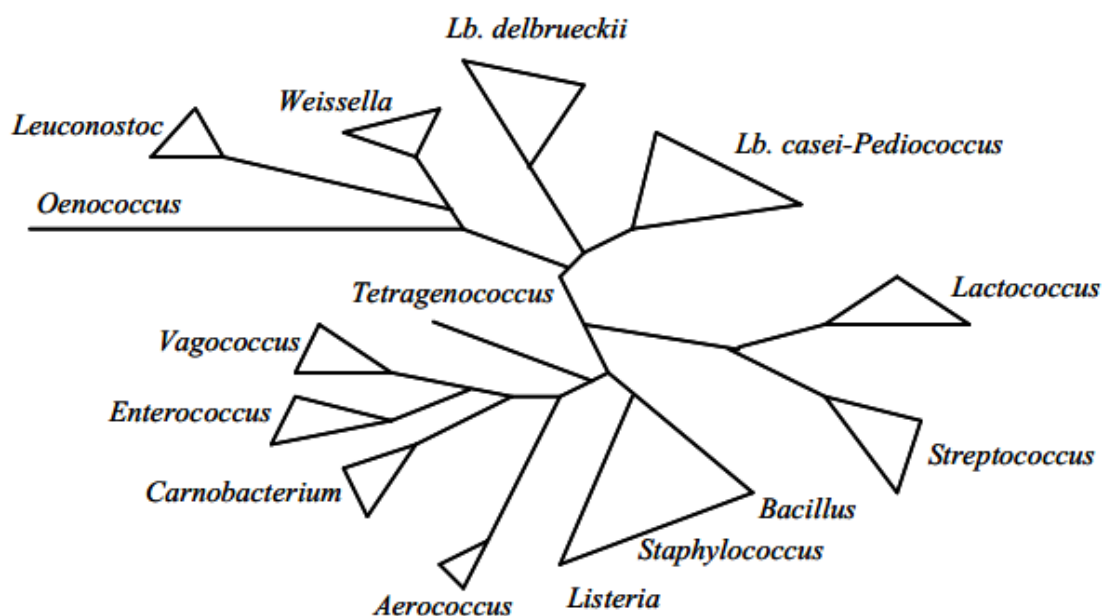 Lb. delbrueckii
Weissella
Leuconostoc
Lb. casei-Pediococcus
Oenococcus
Tetragenococcus
Lactococcus
Vagococcus
Enterococcus
Streptococcus
Carnobacterium
Bacillus
Staphylococcus
Listeria
Aerococcus